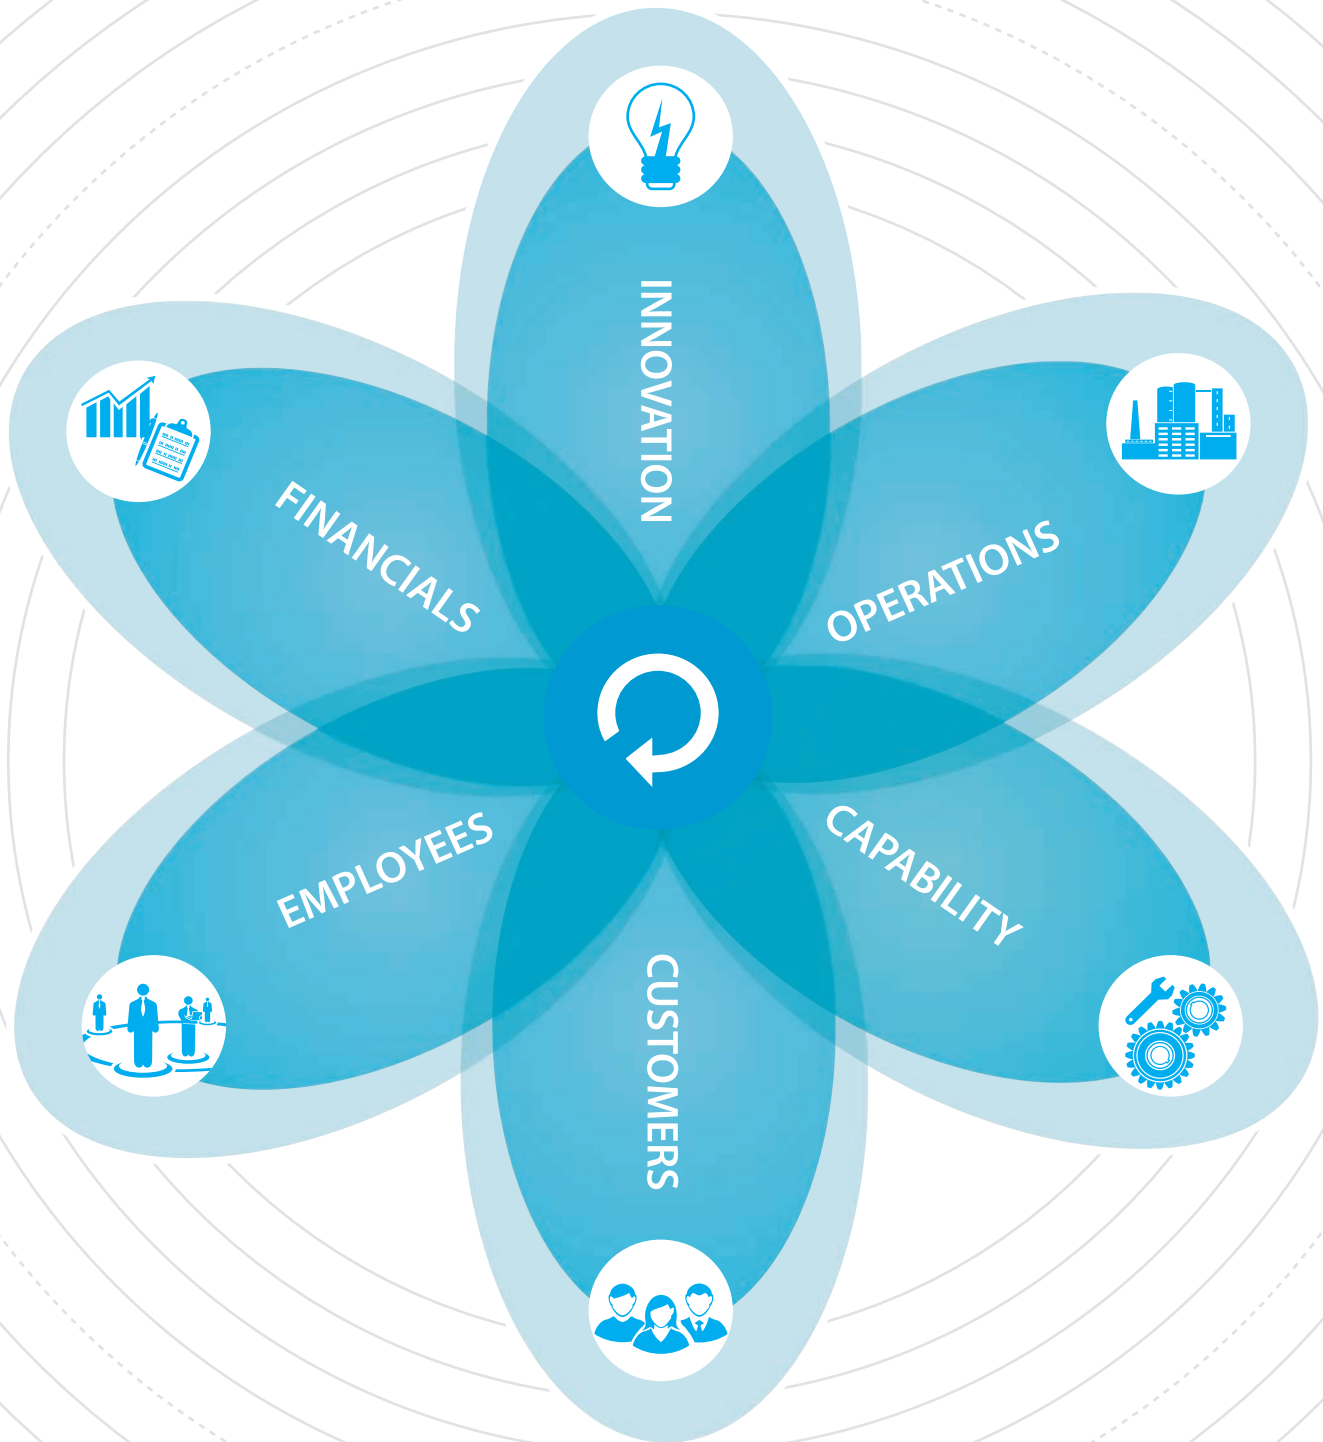 INNOVATION
OPERATIONS
CAPABILITY
CUSTOMERS
EMPLOYEES
FINANCIALS